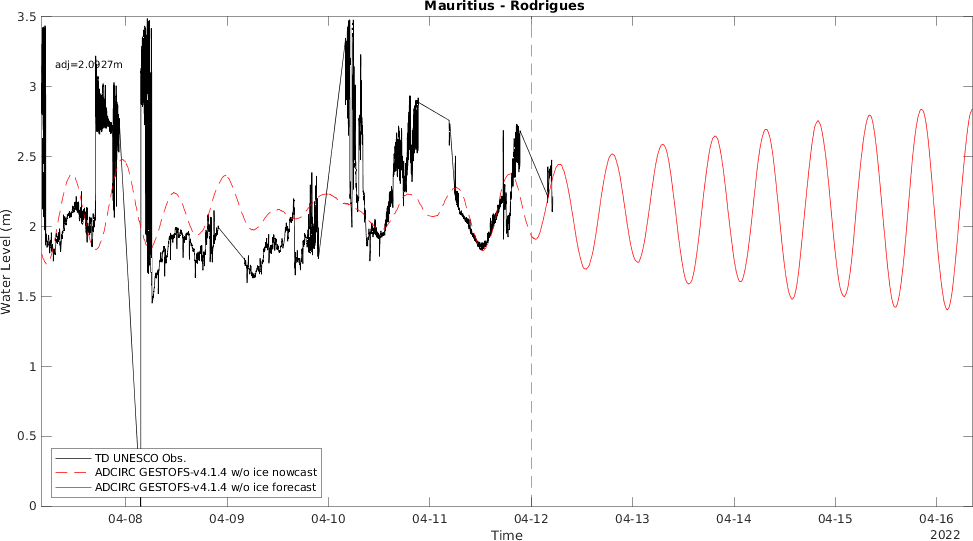 Mauritius - Rodrigues
3.5
3
2.5
2
1.5
1
0.5
0
Water Level (m)
adj=2.0927m
TD UNESCO Obs.
ADCIRC GESTOFS-v4.1.4 w/o ice nowcast
ADCIRC GESTOFS-v4.1.4 w/o ice forecast
04-08 04-09 04-10 04-11 04-12 04-13 04-14 04-15 04-16
Time
2022